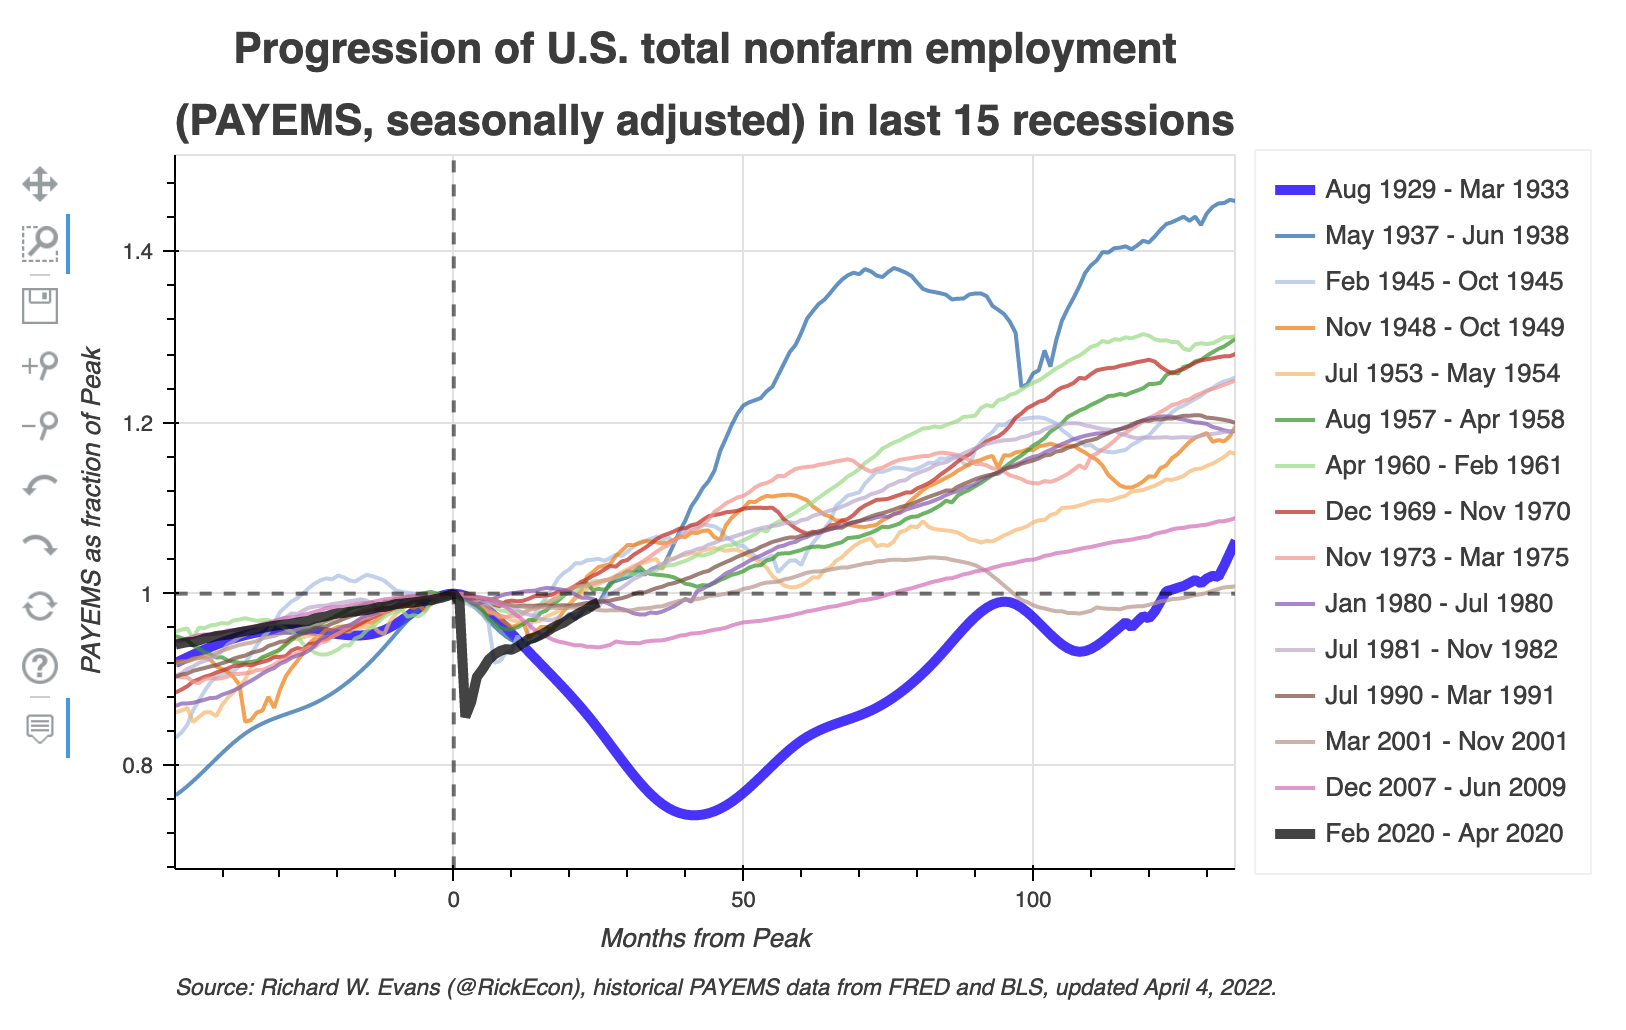 Progression of U.S. total nonfarm employment
(PAYEMS, seasonally adjusted) in last 15 recessions
PAYEMS as fraction of Peak
1.4
1.2
1
0.8
0
50
100
Months from Peak
Aug 1929 - Mar 1933
May 1937 - Jun 1938
Feb 1945 - Oct 1945
Nov 1948 - Oct 1949
Jul 1953 - May 1954
Aug 1957 - Apr 1958
Apr 1960 - Feb 1961
Dec 1969 - Nov 1970
Nov 1973 - Mar 1975
Jan 1980 - Jul 1980
Jul 1981 - Nov 1982
Jul 1990 - Mar 1991
Mar 2001 - Nov 2001
Dec 2007 - Jun 2009
Feb 2020 - Apr 2020
Source: Richard W. Evans (@RickEcon), historical PAYEMS data from FRED and BLS, updated April 4, 2022.